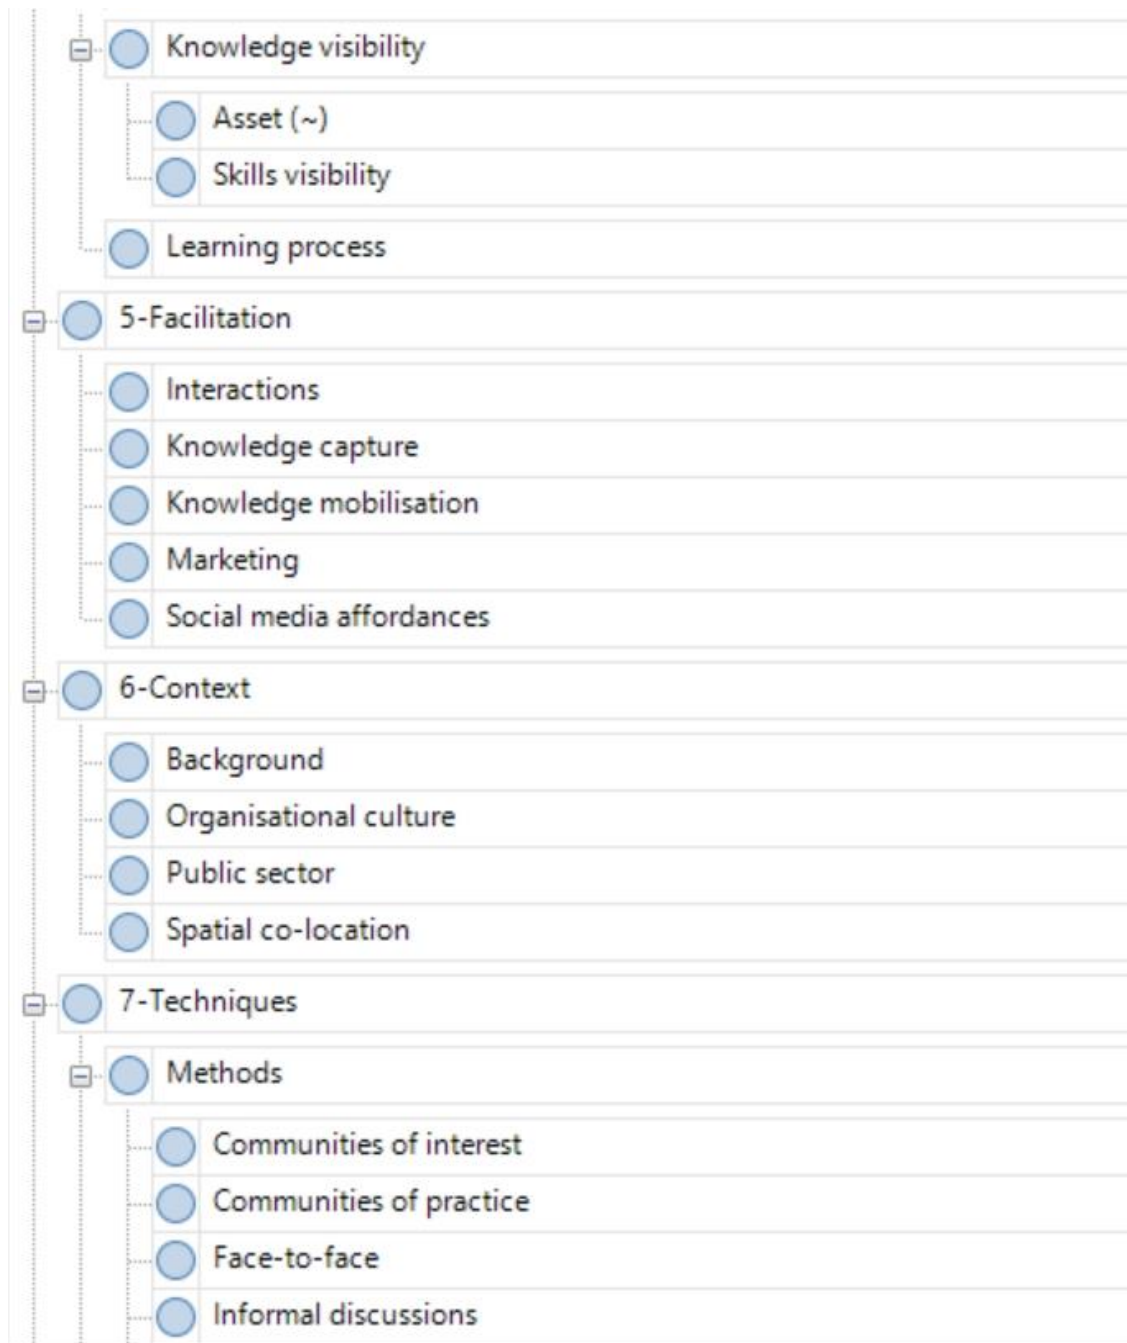 Knowledge visibility
Asset (~)
Skills visibility
Learning process
5-Facilitation
Interactions
Knowledge capture
Knowledge mobilisation
Marketing
Social media affordances
6-Context
Background
Organisational culture
Public sector
Spatial co-location
7-Techniques
Methods
Communities of interest
Communities of practice
Face-to-face
Informal discussions